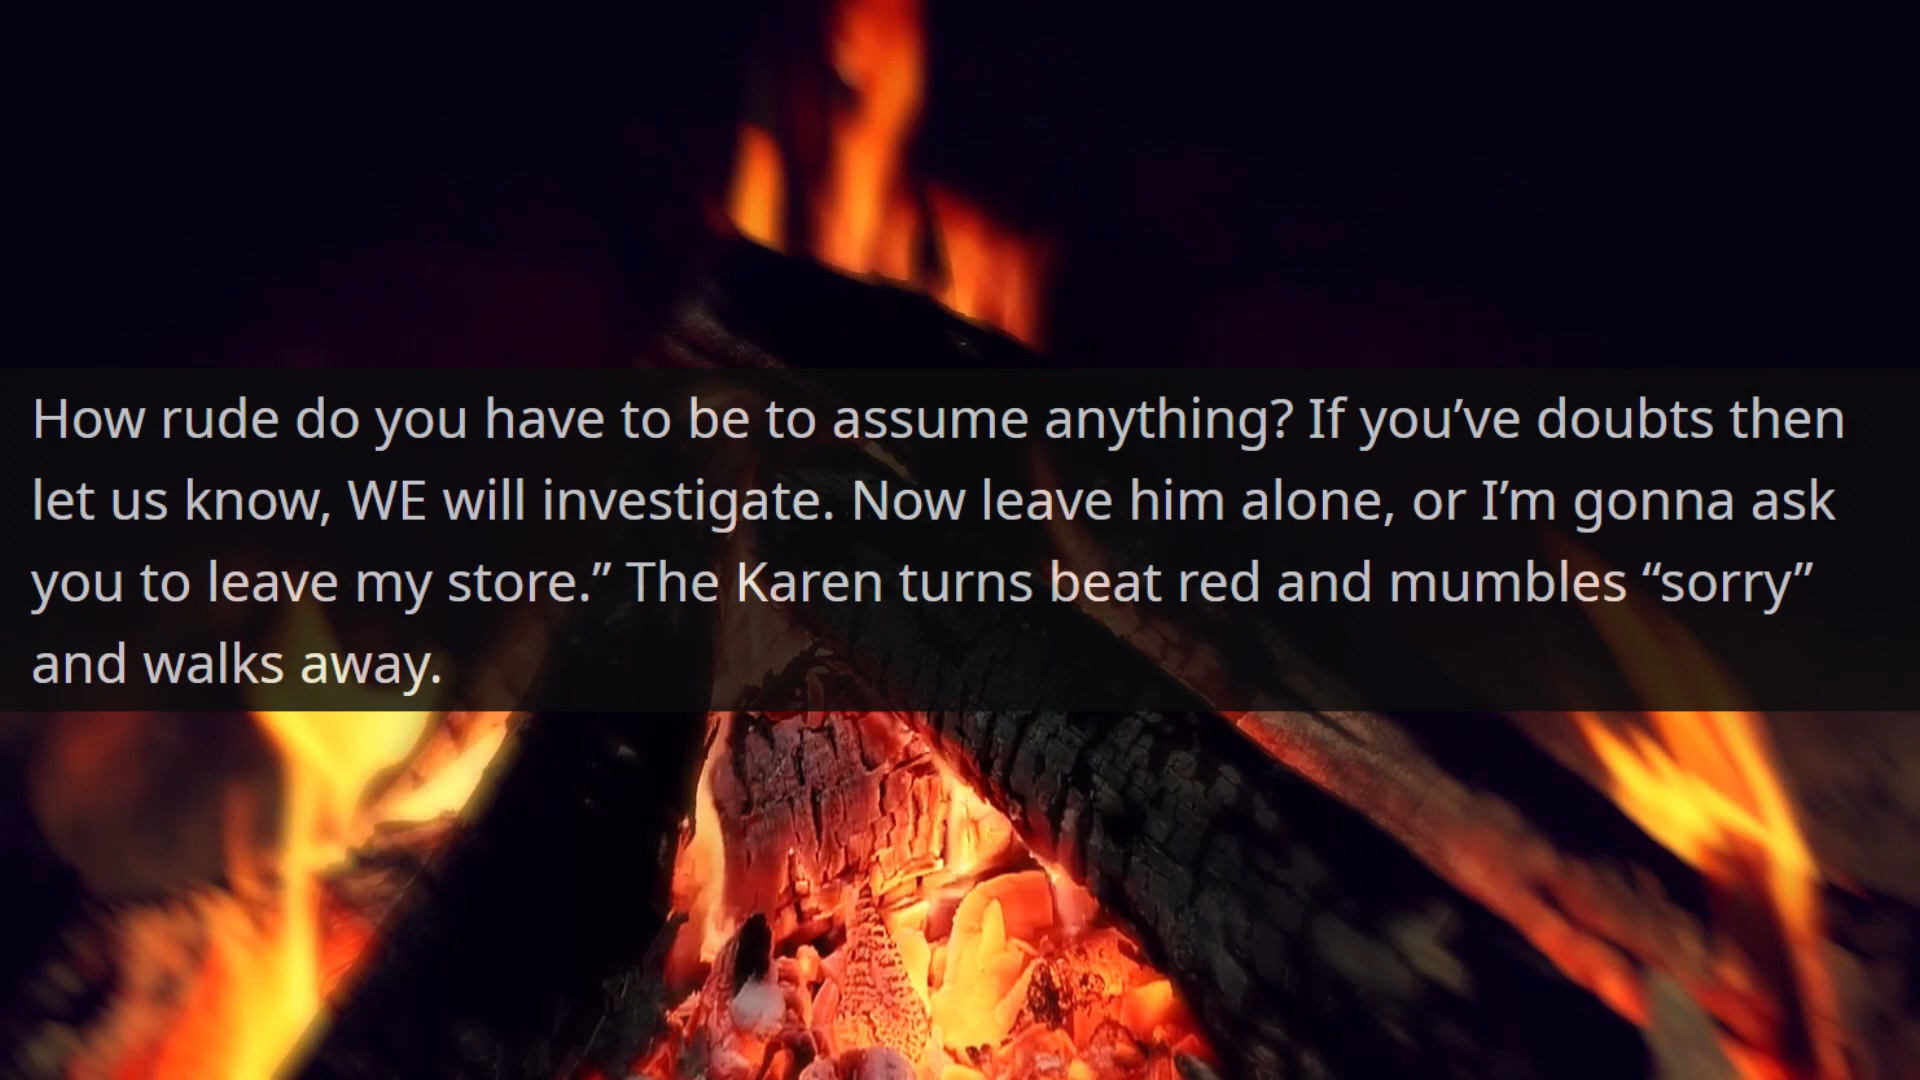 How rude do you have to be to assume anything? If you’ve doubts then
let us know, WE will investigate. Now leave him alone, or I’m gonna ask
you to leave my store.” The Karen turns beat red and mumbles “sorry”
and walks away.